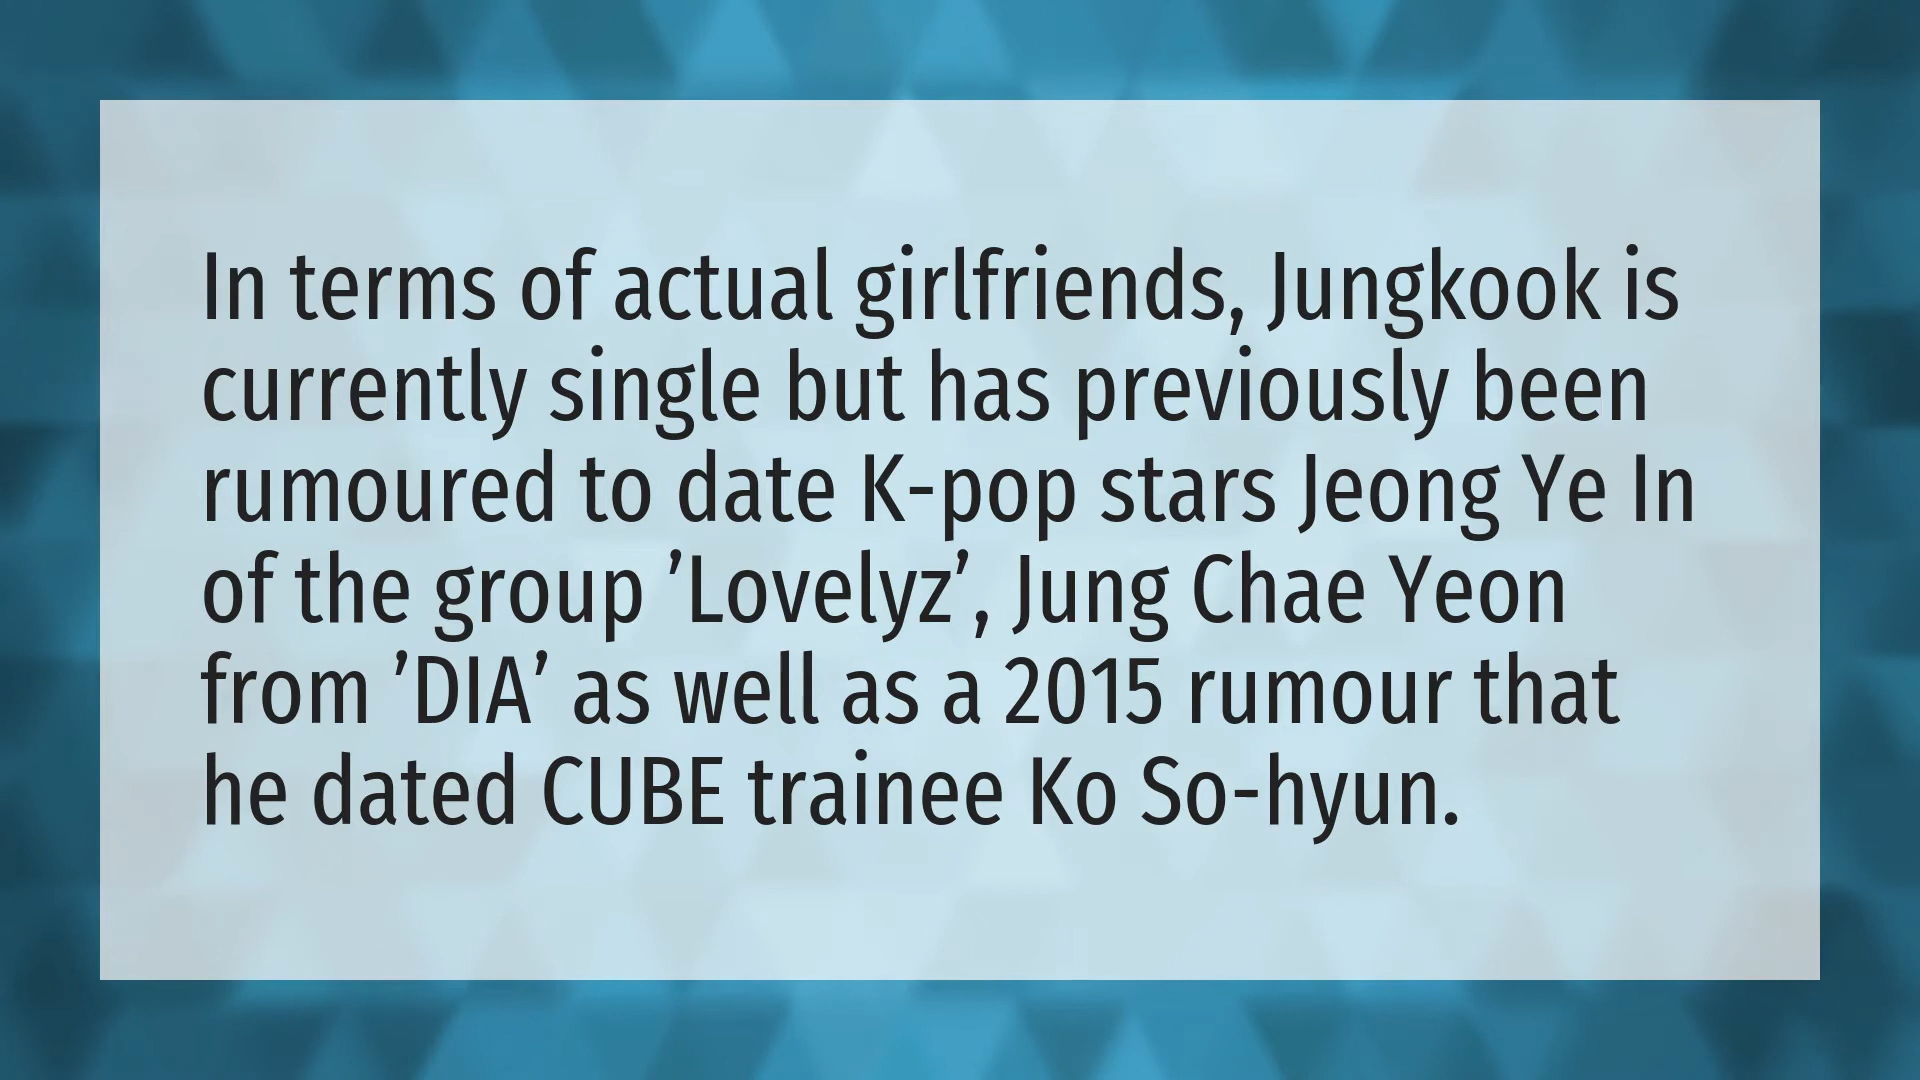 In terms of actual girlfriends, Jungkook is
currently single but has previously been
rumoured to date K-pop stars Jeong Ye In
of the group ’Lovelyz’, Jung Chae Yeon
from ’DIA’ as well as a 2015 rumour that
he dated CUBE trainee Ko So-hyun.